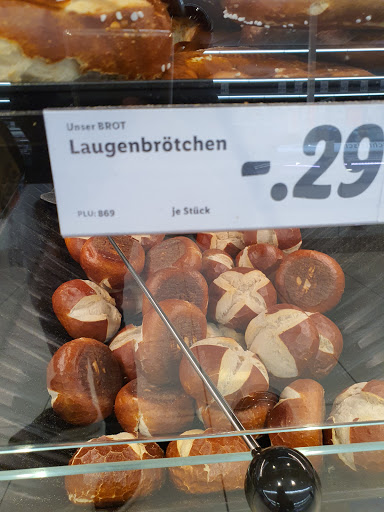 Unser BROT
Laugenbrötchen
-.29
PLU: 869 je Stück